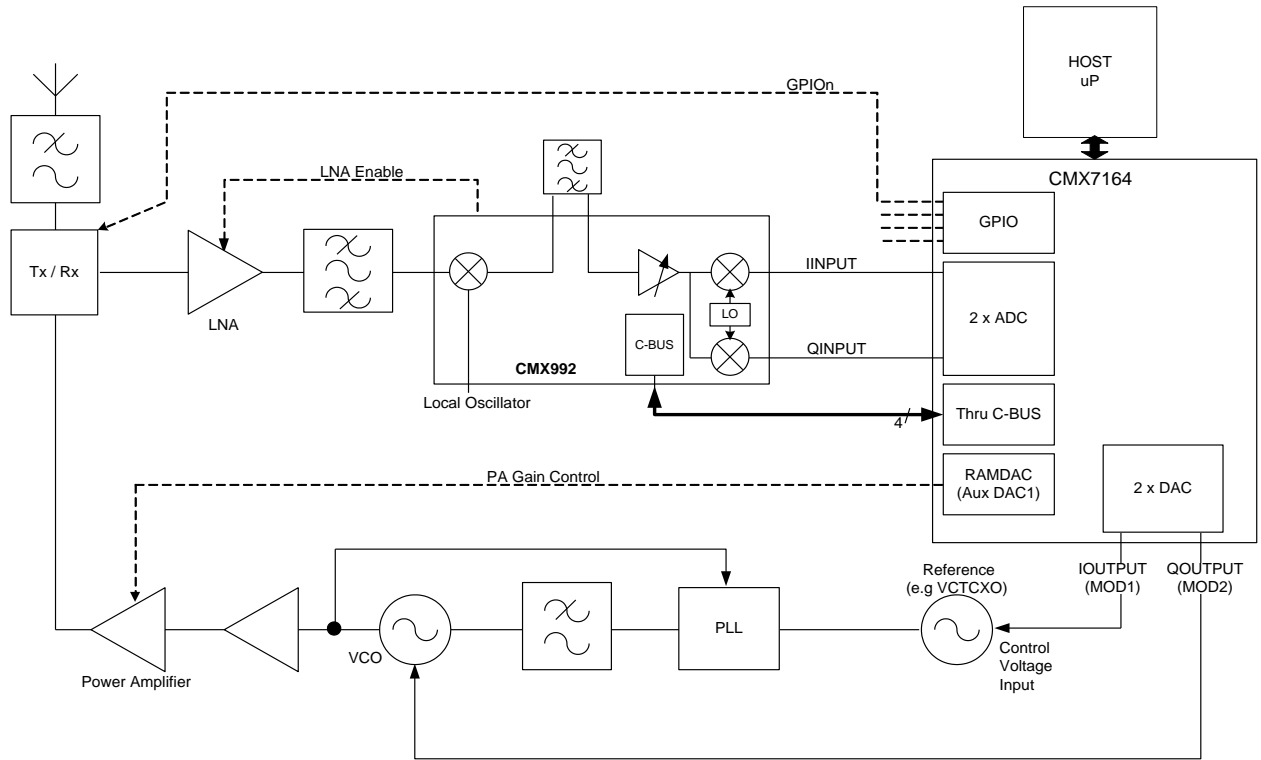 HOST
uP
GPIOn
CMX7164
LNA Enable
GPIO
Tx / Rx
IINPUT
LNA
LO
2 x ADC
C-BUS
QINPUT
CMX992
Local Oscillator
4
Thru C-BUS
PA Gain Control
RAMDAC
(Aux DAC1)
2 x DAC
Reference
(e.g VCTCXO)
IOUTPUT
(MOD1)
QOUTPUT
(MOD2)
PLL
VCO
Control
Voltage
Input
Power Amplifier